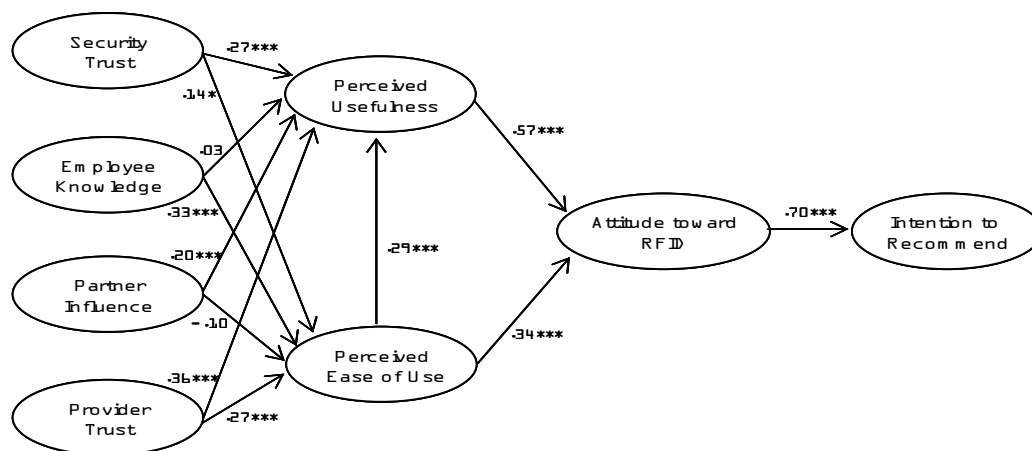 Security
Trust
.27***
.14*
Perceived
Usefulness
.03
Employee
Knowledge
.33***
.57***
Attitude toward
RFID
.70***
Intention to
Recommend
.20***
.29***
Partner
Influence
-.10
.34***
Perceived
Ease of Use
.36***
Provider
Trust
.27***